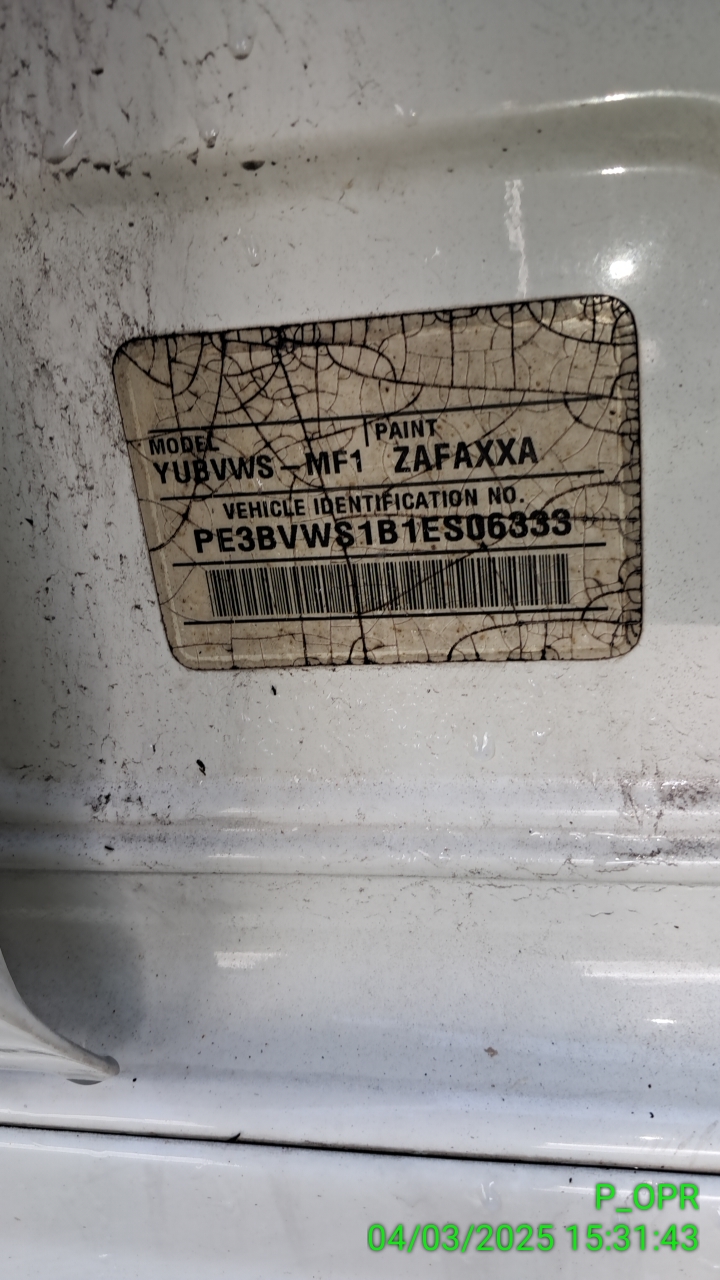 MODEL PAINT
YUBVWS-MF1 ZAFAXXA
VEHICLE IDENTIFICATION NO.
PE3BVWS1B1ES06333
P_OPR
04/03/2025 15:31:43